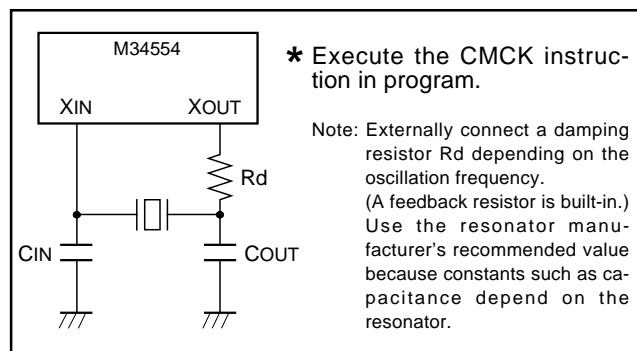 M34554
XIN
XOUT
Rd
CIN
COUT
* Execute the CMCK instruc-
tion in program.
Note: Externally connect a damping
resistor Rd depending on the
oscillation frequency.
(A feedback resistor is built-in.)
Use the resonator manu-
facturer's recommended value
because constants such as ca-
pacitance depend on the
resonator.